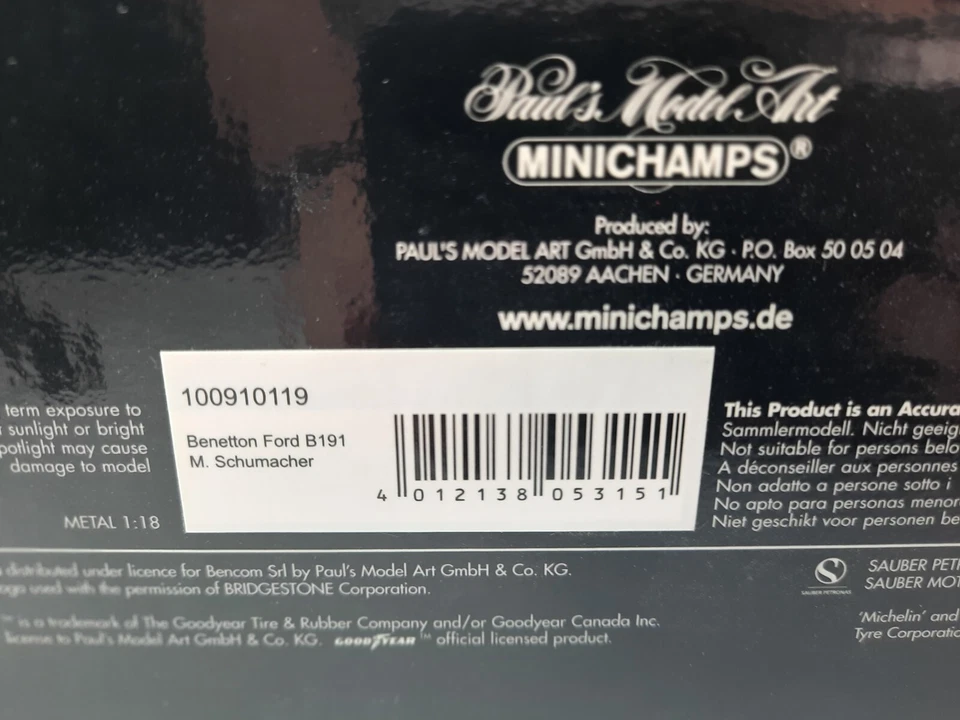 Paul's Model Art
MINICHAMPS®
Produced by:
PAUL'S MODEL ART GmbH & Co. KG · P.O. Box 50 05 04
52089 AACHEN · GERMANY
www.minichamps.de
term exposure to
sunlight or bright
potlight may cause
damage to model
METAL 1:18
100910119
Benetton Ford B191
M. Schumacher
4 012138 053151
This Product is an Accura
Sammlermodell. Nicht geeig
Not suitable for persons belo
A déconseiller aux personnes
Non adatto a persone sotto i
No apto para personas menor
Niet geschikt voor personen be
distributed under licence for Bencom Srl by Paul's Model Art GmbH & Co. KG.
ogo used with the permission of BRIDGESTONE Corporation.
™ is a trademark of The Goodyear Tire & Rubber Company and/or Goodyear Canada Inc.
license to Paul's Model Art GmbH & Co. KG. GOODYEAR ™ official licensed product.
SAUBER PETRONAS
SAUBER PETR
SAUBER MOT
'Michelin' and
Tyre Corporatio